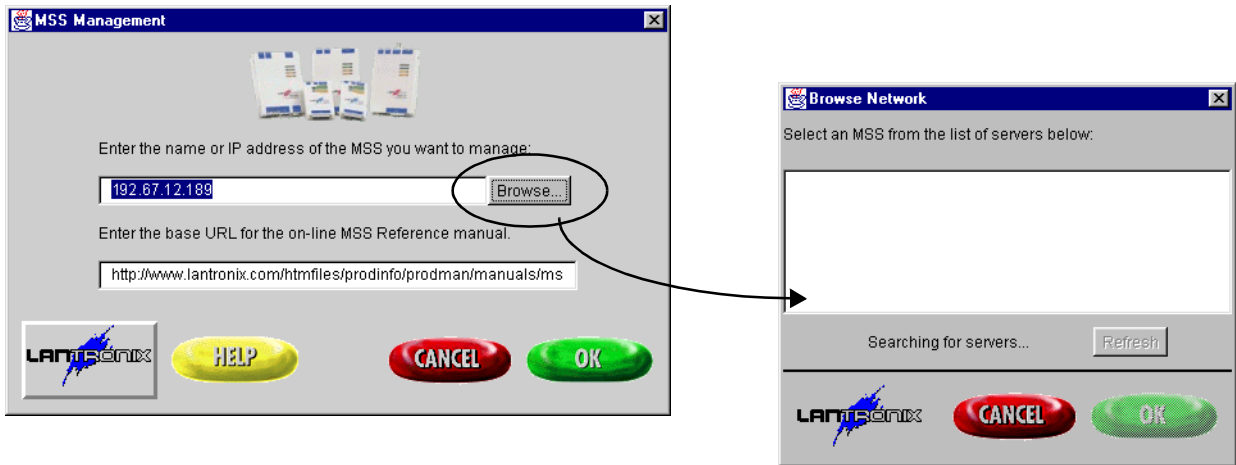 MSS Management
Enter the name or IP address of the MSS you want to manage:
192.67.12.189
Browse...
Enter the base URL for the on-line MSS Reference manual.
http://www.lantronix.com/htmfiles/prodinfo/prodman/manuals/ms
LANTRONIX
HELP
CANCEL
OK
Browse Network
Select an MSS from the list of servers below:
Searching for servers...
Refresh
LANTRONIX
CANCEL
OK